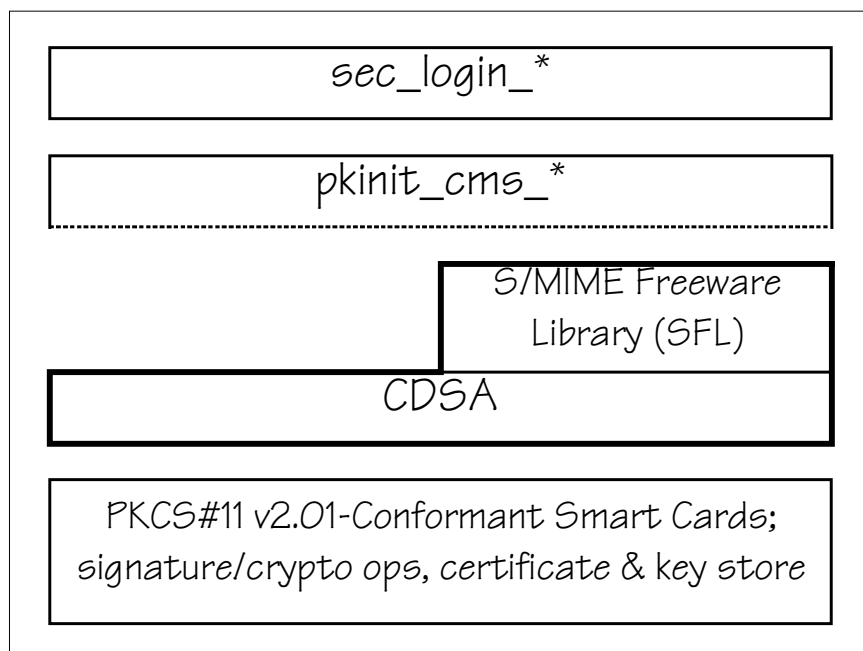 sec_login_*
pkinit_cms_*
S/MIME Freeware
Library (SFL)
CDSA
PKCS#11 v2.01-Conformant Smart Cards;
signature/crypto ops, certificate & key store